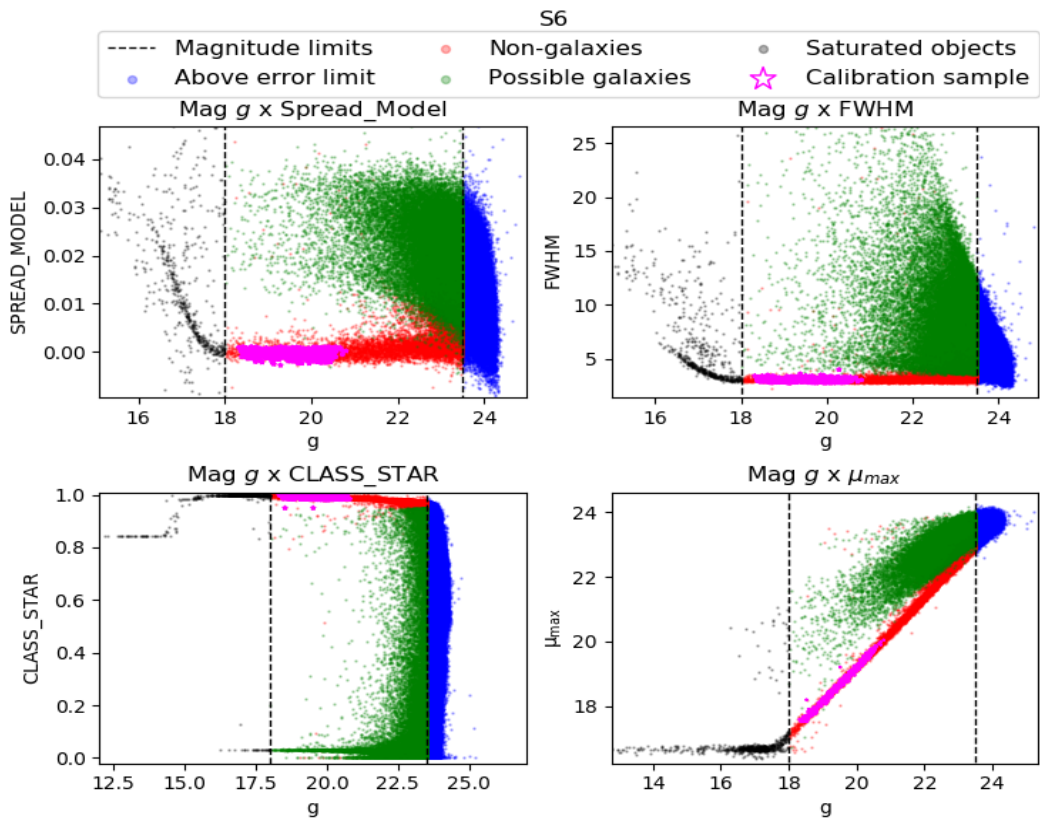 S6
Magnitude limits
Non-galaxies
Saturated objects
Above error limit
Possible galaxies
Calibration sample
Mag g x Spread_Model
Mag g x FWHM
0.04
0.03
0.02
0.01
0.00
SPREAD_MODEL
16 18 20 22 24
g
25
20
15
10
5
FWHM
16 18 20 22 24
g
Mag g x CLASS_STAR
Mag g x μmax
1.0
0.8
0.6
0.4
0.2
0.0
CLASS_STAR
12.5 15.0 17.5 20.0 22.5 25.0
g
24
22
20
18
μmax
14 16 18 20 22 24
g